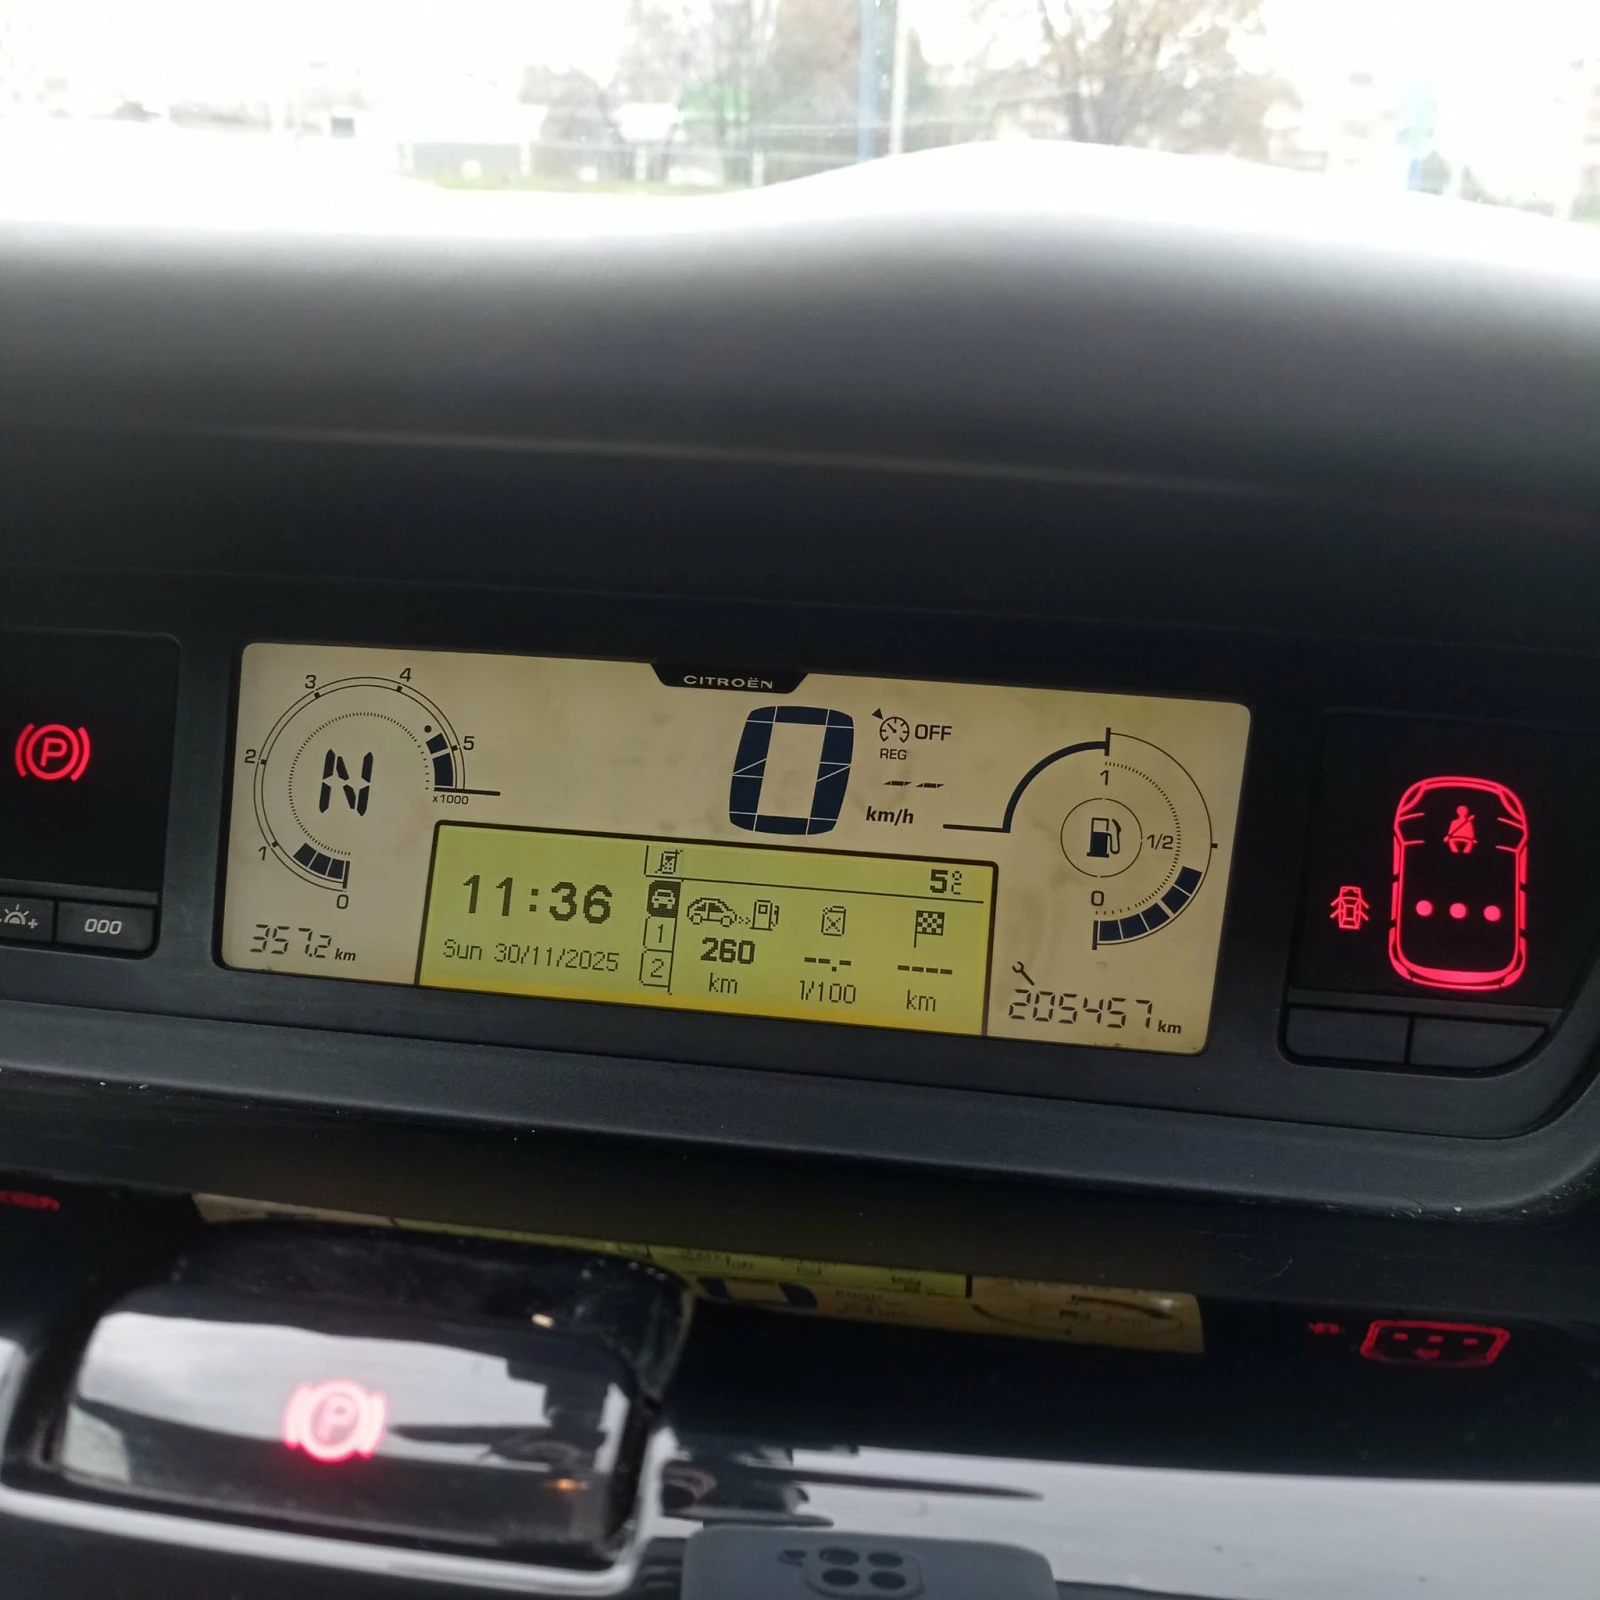 CITROËN
3
4
2
5
x1000
1
0
N
357.2 km
0
OFF
REG
--
km/h
11:36
Sun 30/11/2025
1
2
5°C
260
km
--.-
1/100
----
km
1
1/2
0
205457 km
P
000
P